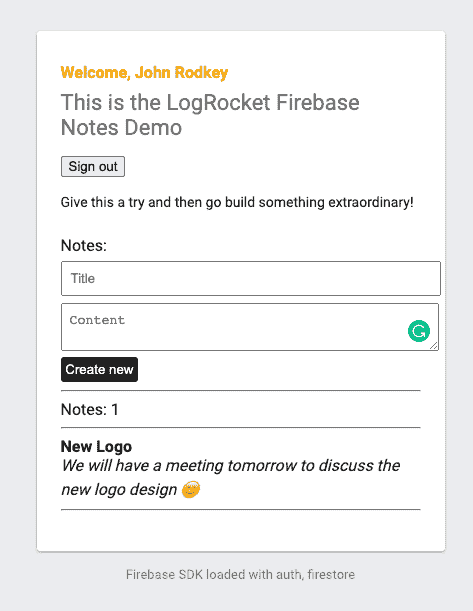 Welcome, John Rodkey
This is the LogRocket Firebase
Notes Demo
Sign out
Give this a try and then go build something extraordinary!
Notes:
Title
Content
Create new
Notes: 1
New Logo
We will have a meeting tomorrow to discuss the
new logo design
Firebase SDK loaded with auth, firestore